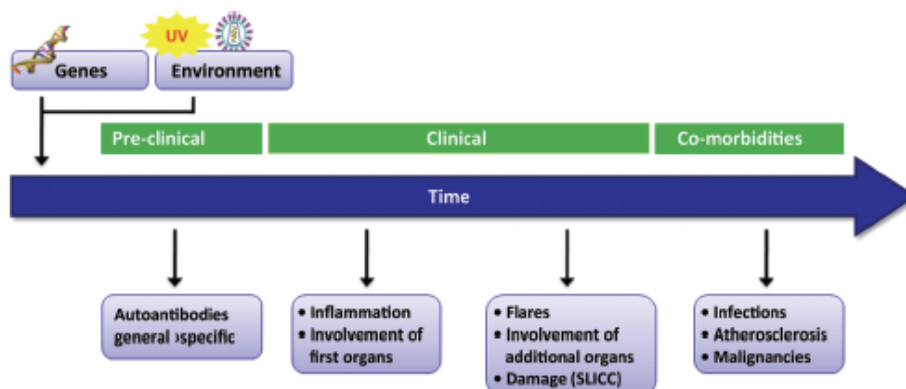 UV
Genes
Environment
Pre-clinical
Clinical
Co-morbidities
Time
Autoantibodies
general ›specific
• Inflammation
• Involvement of
first organs
• Flares
• Involvement of
additional organs
• Damage (SLICC)
• Infections
• Atherosclerosis
• Malignancies